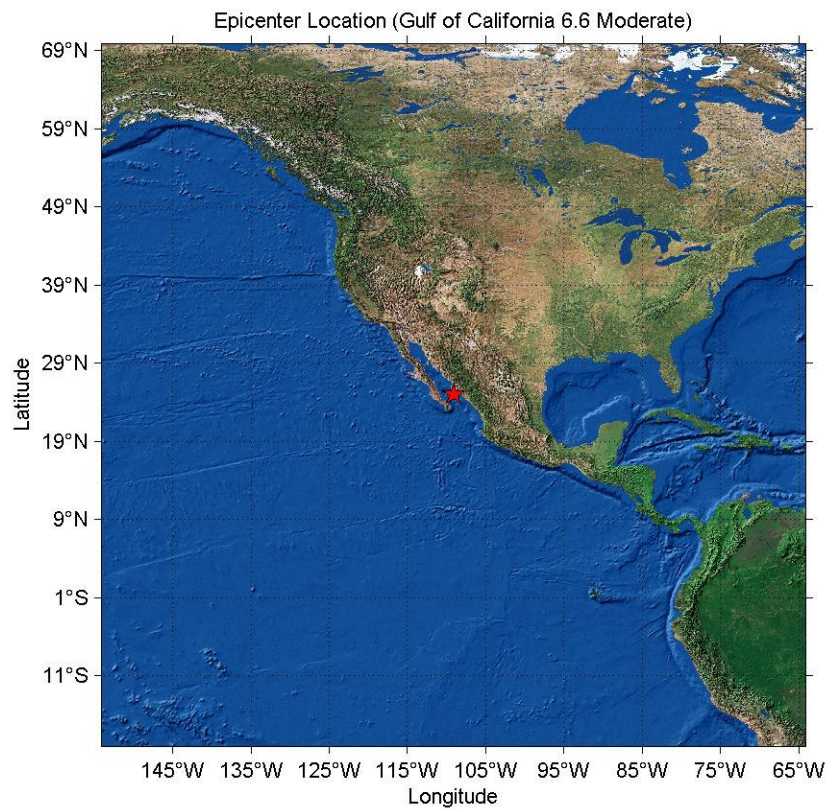 Epicenter Location (Gulf of California 6.6 Moderate)
69°N
59°N
49°N
39°N
29°N
19°N
9°N
1°S
11°S
Latitude
145°W 135°W 125°W 115°W 105°W 95°W 85°W 75°W 65°W
Longitude